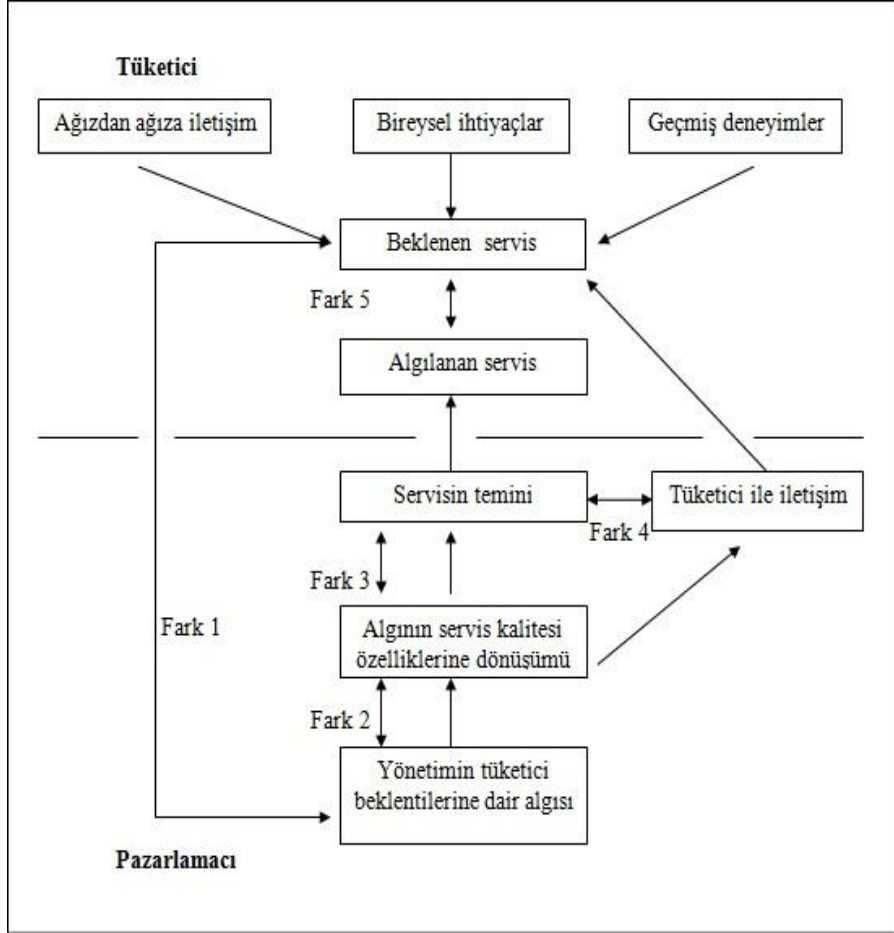 Tüketici
Ağızdan ağıza iletişim
Bireysel ihtiyaçlar
Geçmiş deneyimler
Beklenen servis
Fark 5
Algılanan servis
Servisin temini
Tüketici ile iletişim
Fark 4
Fark 3
Algının servis kalitesi
özelliklerine dönüşümü
Fark 1
Fark 2
Yönetimin tüketici
beklentilerine dair algısı
Pazarlamacı